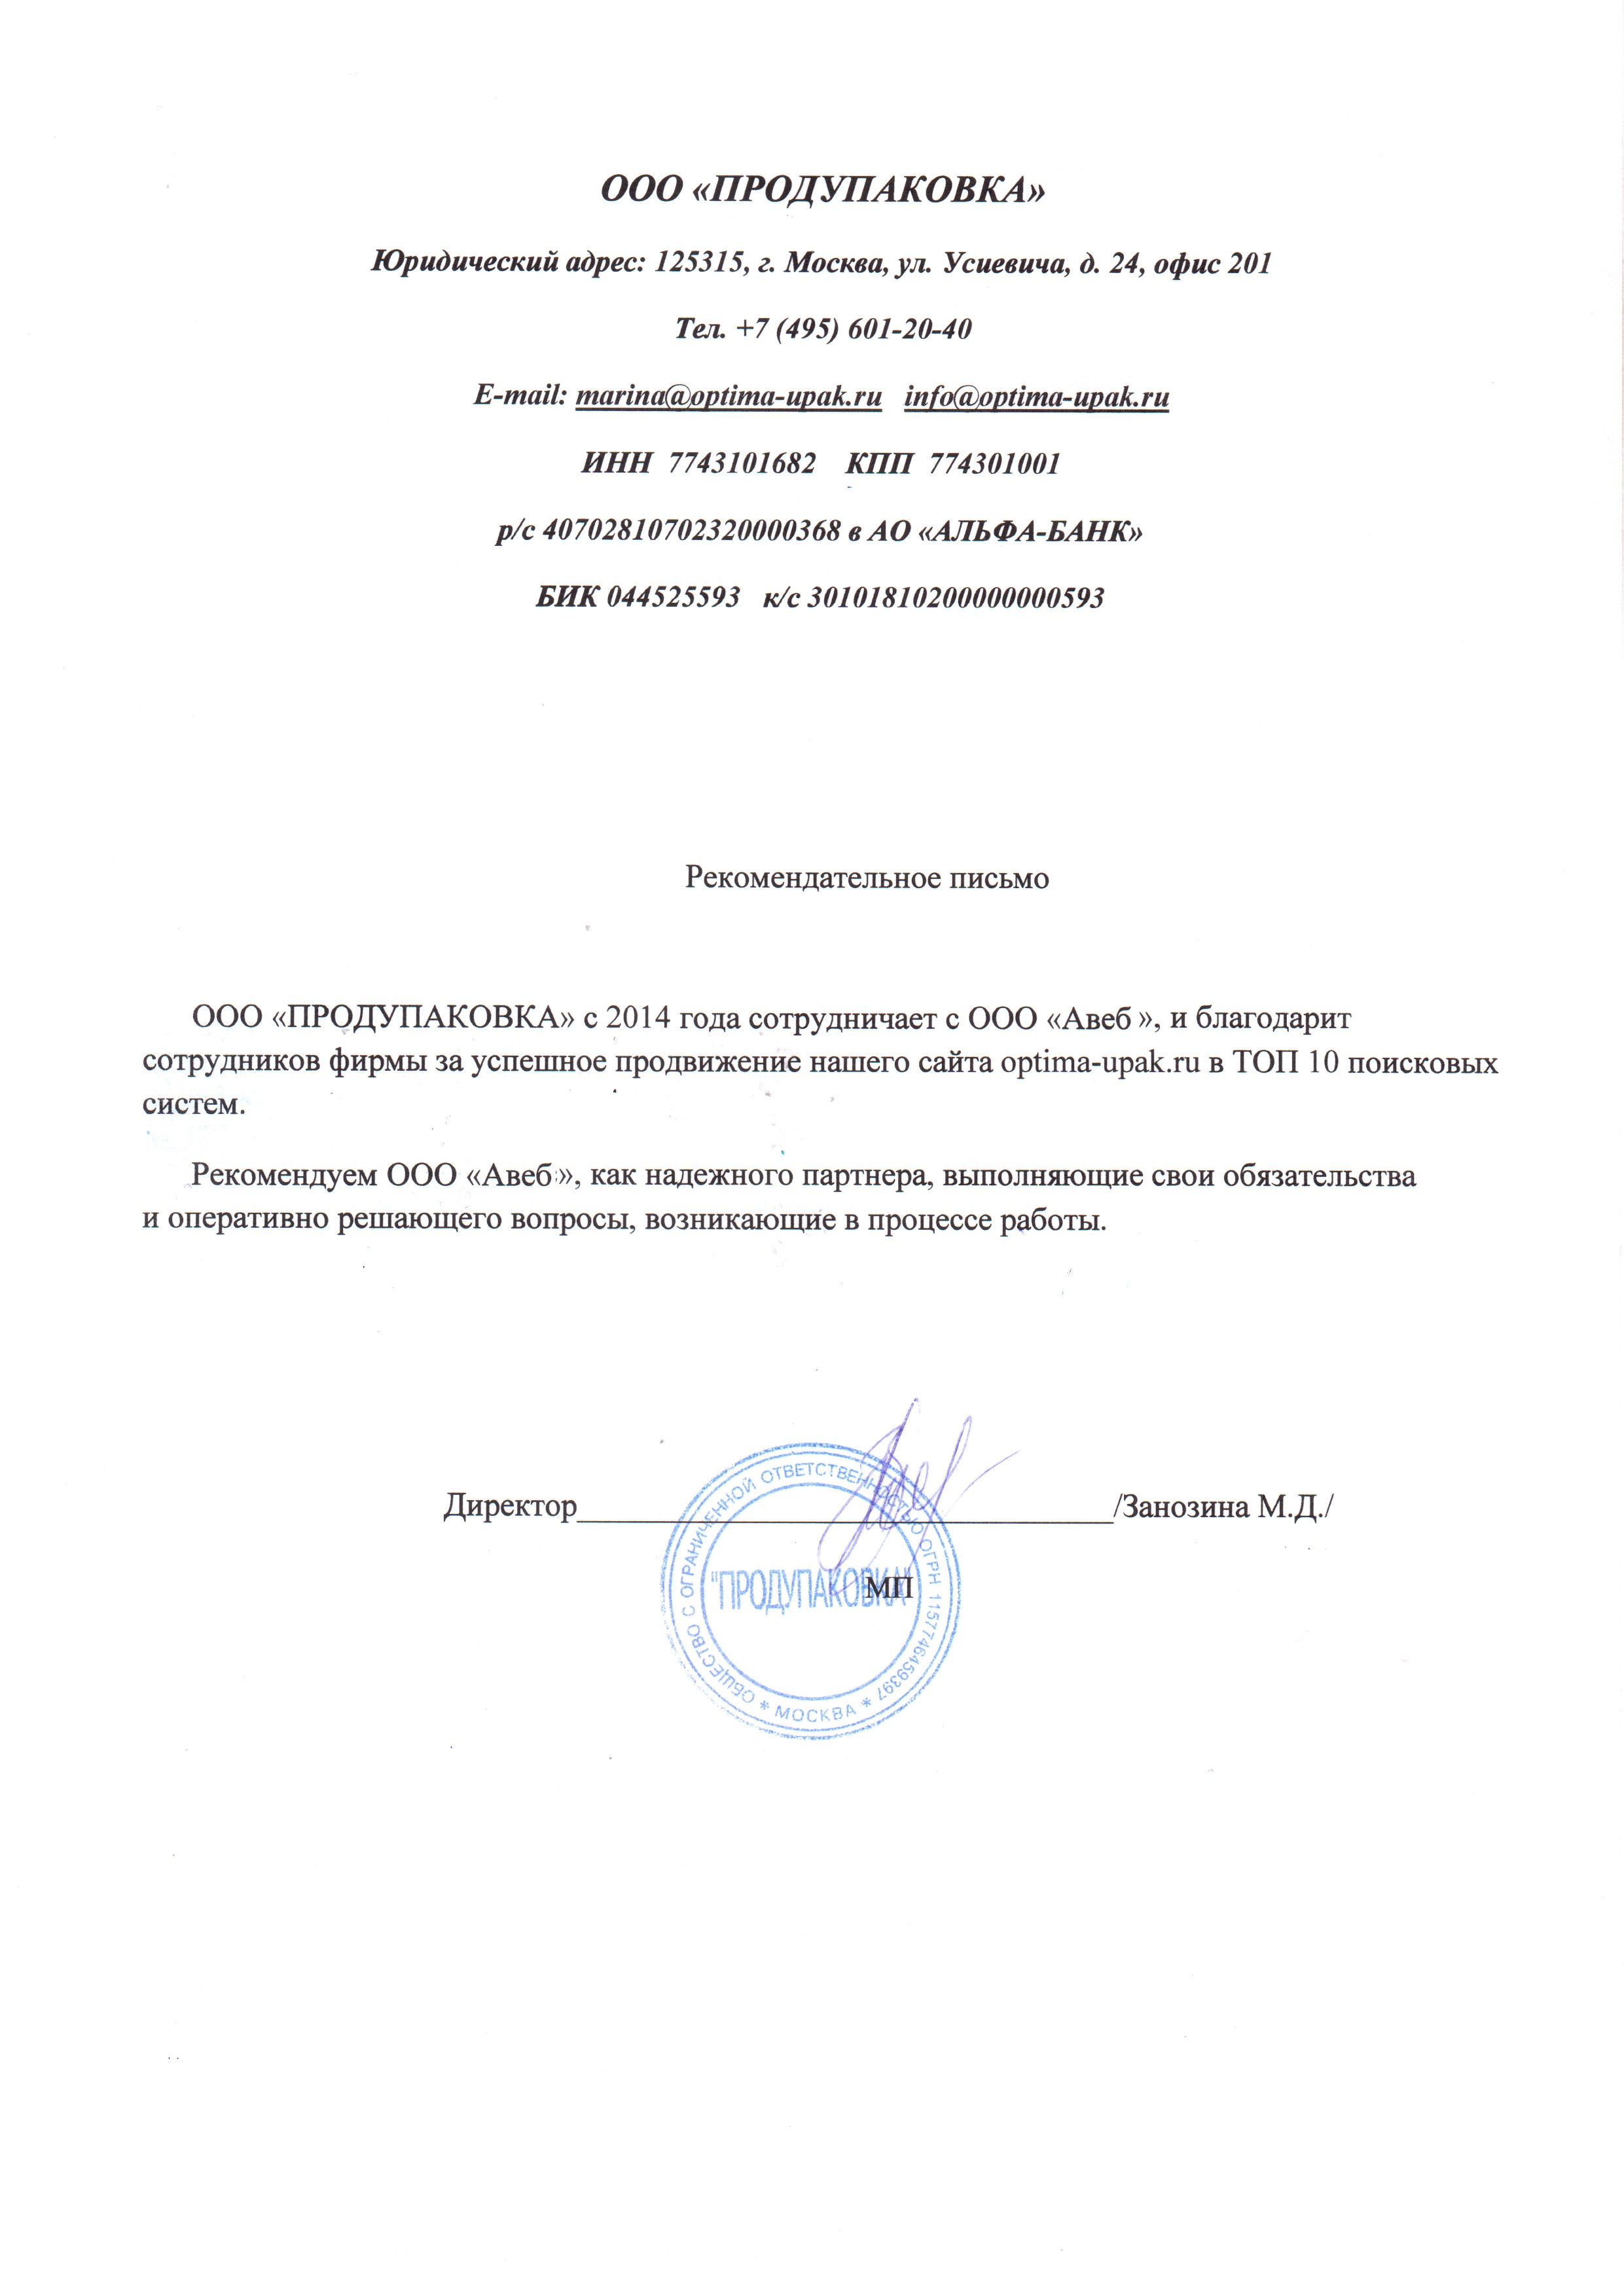 ООО «ПРОДУПАКОВКА»
Юридический адрес: 125315, г. Москва, ул. Усиевича, д. 24, офис 201
Тел. +7 (495) 601-20-40
E-mail: marina@optima-upak.ru info@optima-upak.ru
ИНН 7743101682 КПП 774301001
р/с 40702810702320000368 в АО «АЛЬФА-БАНК»
БИК 044525593 к/с 30101810200000000593
Рекомендательное письмо
ООО «ПРОДУПАКОВКА» с 2014 года сотрудничает с ООО «Авеб », и благодарит
сотрудников фирмы за успешное продвижение нашего сайта optima-upak.ru в ТОП 10 поисковых
систем.
Рекомендуем ООО «Авеб », как надежного партнера, выполняющие свои обязательства
и оперативно решающего вопросы, возникающие в процессе работы.
Директор /Занозина М.Д./
МП
ОБЩЕСТВО С ОГРАНИЧЕННОЙ ОТВЕТСТВЕННОСТЬЮ ОГРН 1157746459397
* МОСКВА *
"ПРОДУПАКОВКА"